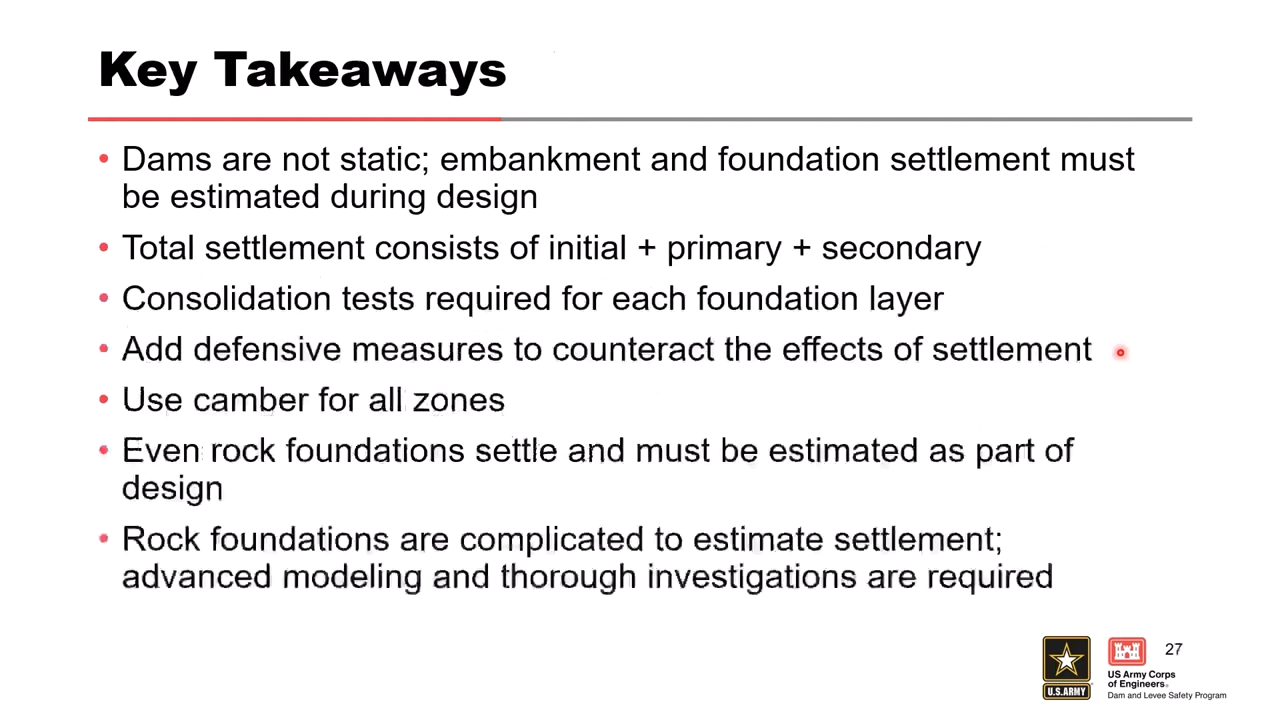 Key Takeaways
• Dams are not static; embankment and foundation settlement must
be estimated during design
• Total settlement consists of initial + primary + secondary
• Consolidation tests required for each foundation layer
• Add defensive measures to counteract the effects of settlement
• Use camber for all zones
• Even rock foundations settle and must be estimated as part of
design
• Rock foundations are complicated to estimate settlement;
advanced modeling and thorough investigations are required
27
U.S.ARMY
US Army Corps
of Engineers®
Dam and Levee Safety Program